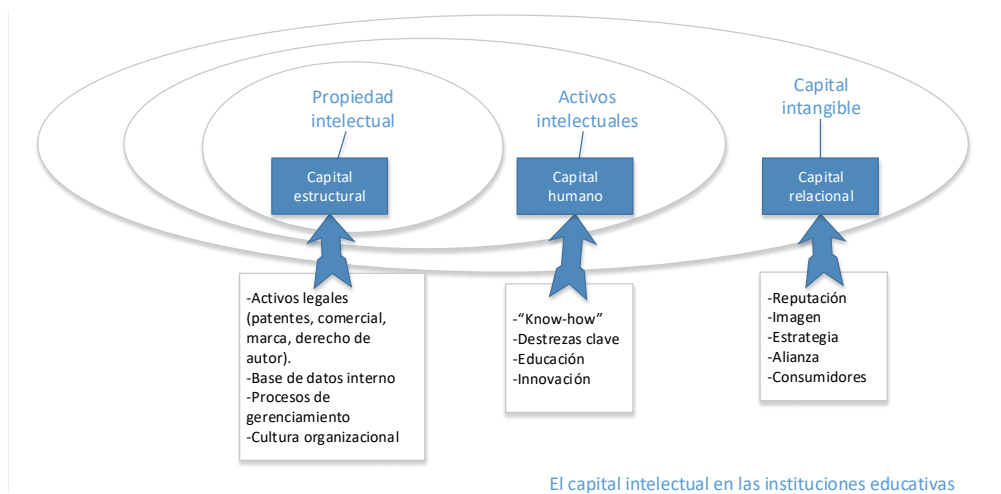 Propiedad
intelectual
Activos
intelectuales
Capital
intangible
Capital
estructural
Capital
humano
Capital
relacional
-Activos legales
(patentes, comercial,
marca, derecho de
autor).
-Base de datos interno
-Procesos de
gerenciamiento
-Cultura organizacional
-“Know-how”
-Destrezas clave
-Educación
-Innovación
-Reputación
-Imagen
-Estrategia
-Alianza
-Consumidores
El capital intelectual en las instituciones educativas